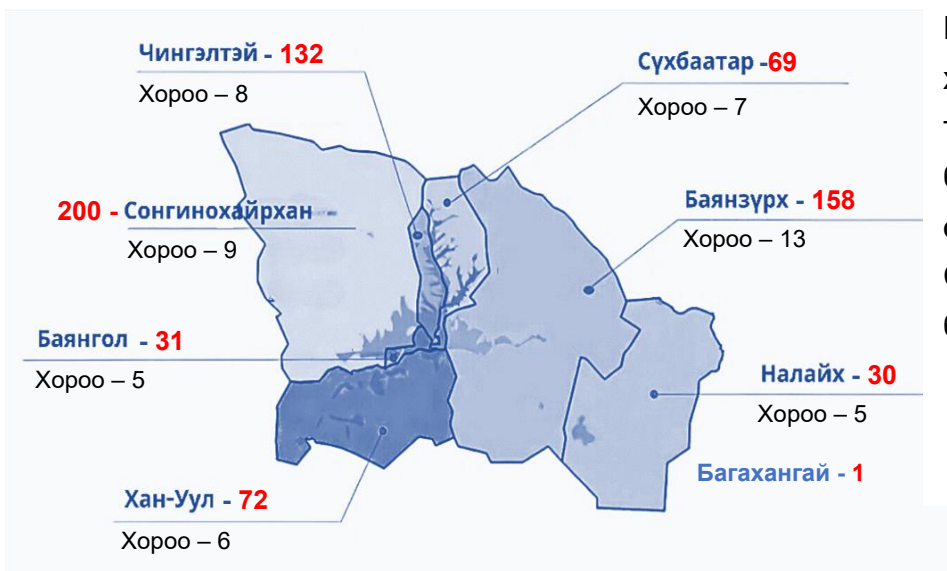 Чингэлтэй - 132
Хороо – 8
Сүхбаатар -69
Хороо – 7
200 - Сонгинохайрхан
Хороо – 9
Баянзүрх - 158
Хороо – 13
Баянгол - 31
Хороо – 5
Налайх - 30
Хороо – 5
Багахангай - 1
Хан-Уул - 72
Хороо – 6